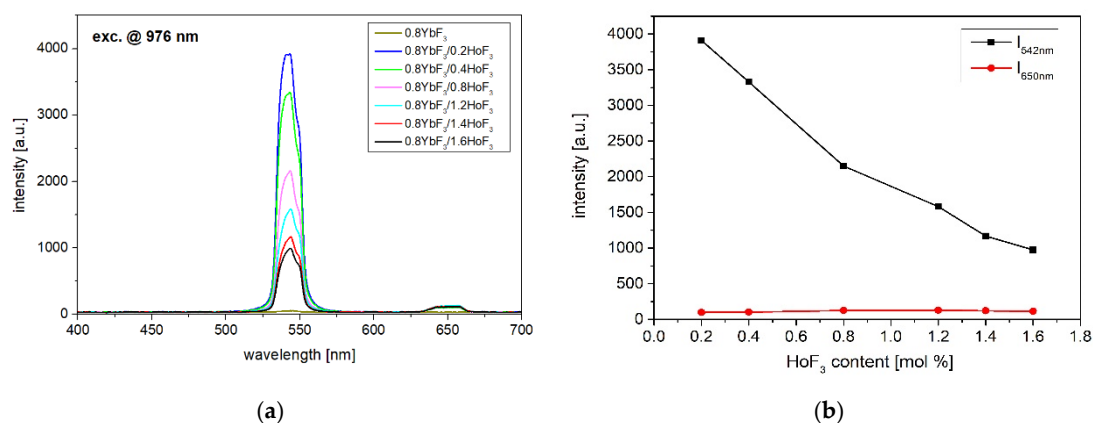 exc. @ 976 nm
0.8YbF₃
0.8YbF₃/0.2HoF₃
0.8YbF₃/0.4HoF₃
0.8YbF₃/0.8HoF₃
0.8YbF₃/1.2HoF₃
0.8YbF₃/1.4HoF₃
0.8YbF₃/1.6HoF₃
intensity [a.u.]
4000
3000
2000
1000
0
400 450 500 550 600 650 700
wavelength [nm]
(a)
I542nm
I650nm
intensity [a.u.]
4000
3500
3000
2500
2000
1500
1000
500
0
0.0 0.2 0.4 0.6 0.8 1.0 1.2 1.4 1.6 1.8
HoF₃ content [mol %]
(b)